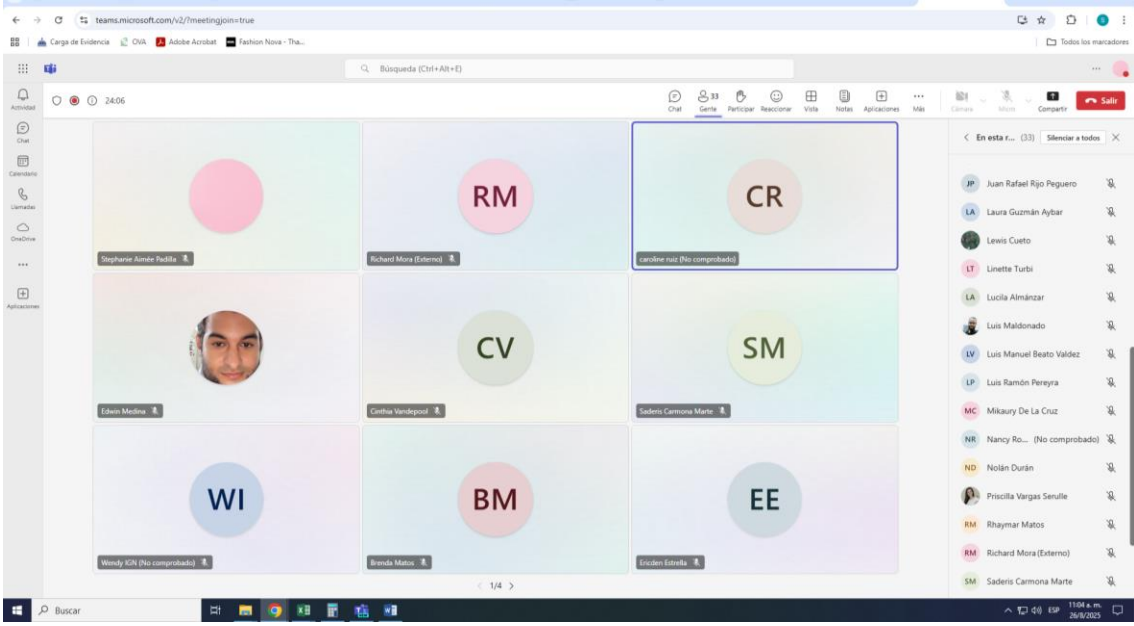 teams.microsoft.com/v2/?meetingjoin=true
Carga de Evidencia OVA Adobe Acrobat Fashion Nova - Tha... Todos los marcadores
Búsqueda (Ctrl+Alt+E)
24:06
33
Chat Gente Participar Reaccionar Vista Notas Aplicaciones Más Cámara Micro Compartir Salir
Actividad
Chat
Calendario
Llamadas
OneDrive
Aplicaciones
Stephanie Aimée Padilla
RM
Richard Mora (Externo)
CR
caroline ruiz (No comprobado)
Edwin Medina
CV
Cinthia Vandepool
SM
Saderis Carmona Marte
WI
Wendy IGN (No comprobado)
BM
Brenda Matos
EE
Ericden Estrella
1/4
En esta r... (33) Silenciar a todos
JP Juan Rafael Rijo Peguero
LA Laura Guzmán Aybar
Lewis Cueto
LT Linette Turbi
LA Lucila Almánzar
Luis Maldonado
LV Luis Manuel Beato Valdez
LP Luis Ramón Pereyra
MC Mikaury De La Cruz
NR Nancy Ro... (No comprobado)
ND Nolán Durán
Priscilla Vargas Serulle
RM Rhaymar Matos
RM Richard Mora (Externo)
SM Saderis Carmona Marte
Buscar
ESP
11:04 a. m.
26/8/2025